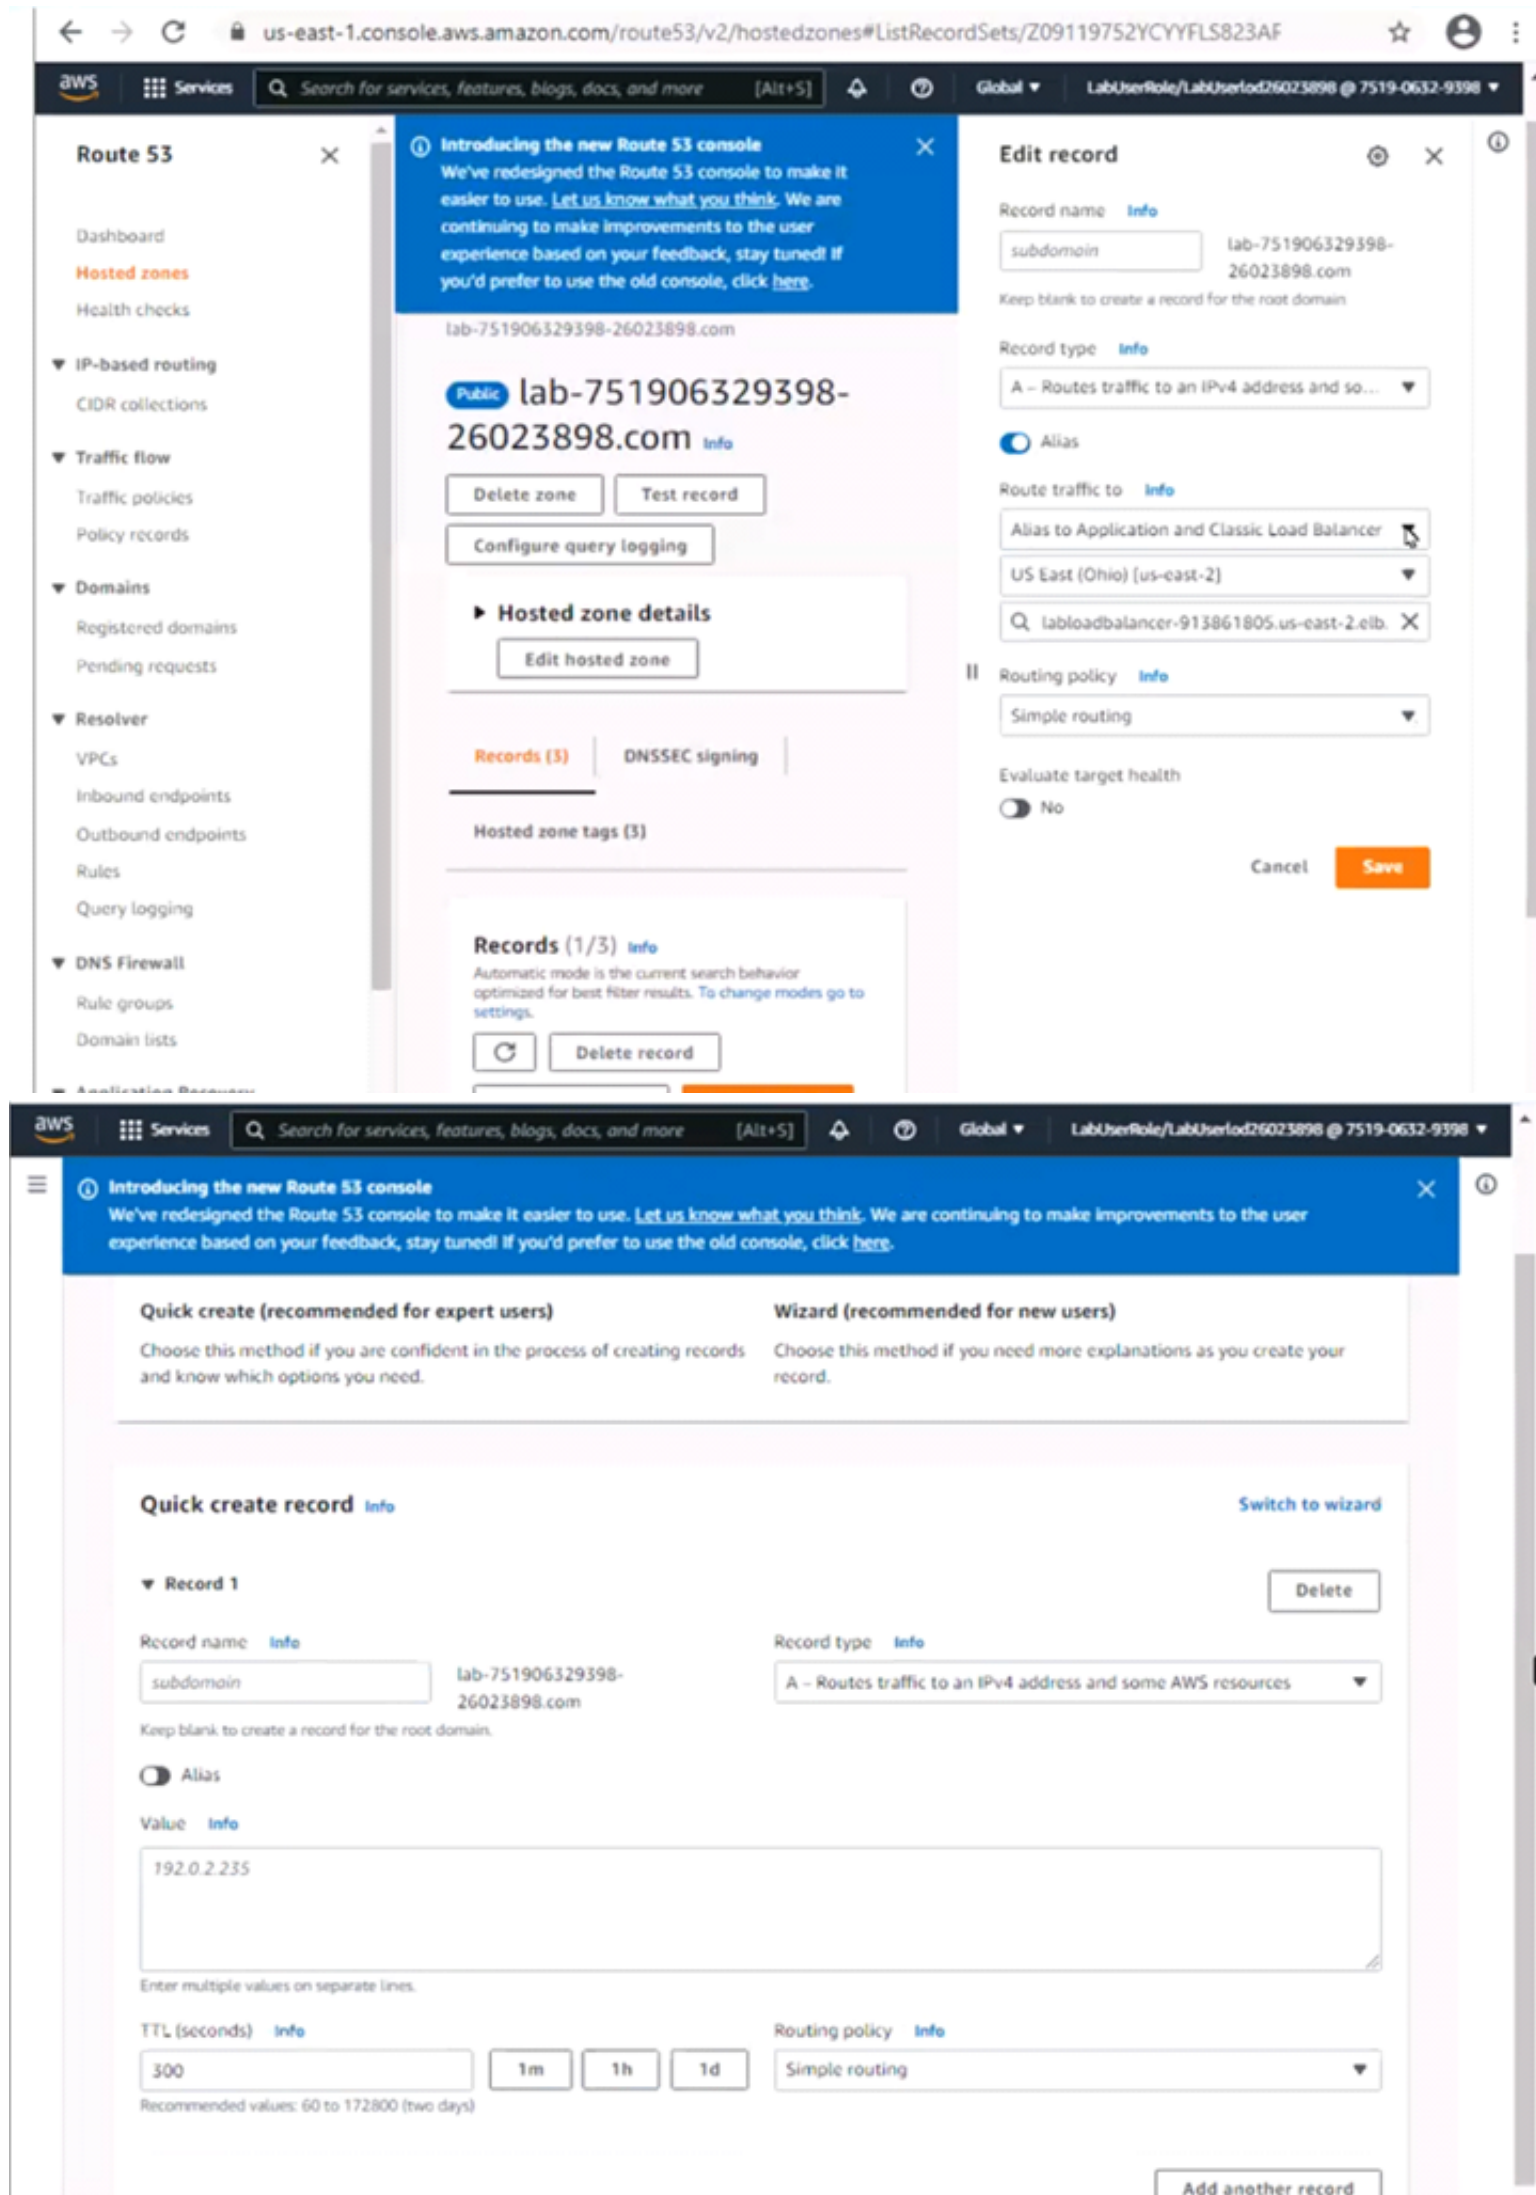 us-east-1.console.aws.amazon.com/route53/v2/hostedzones#ListRecordSets/Z09119752YCYYFLS823AF
aws
Services
Search for services, features, blogs, docs, and more
[Alt+S]
Global
LabUserRole/LabUserlod26023898 @ 7519-0632-9398
Route 53
Dashboard
Hosted zones
Health checks
IP-based routing
CIDR collections
Traffic flow
Traffic policies
Policy records
Domains
Registered domains
Pending requests
Resolver
VPCs
Inbound endpoints
Outbound endpoints
Rules
Query logging
DNS Firewall
Rule groups
Domain lists
Application Recovery
Introducing the new Route 53 console
We've redesigned the Route 53 console to make it
easier to use. Let us know what you think. We are
continuing to make improvements to the user
experience based on your feedback, stay tuned! If
you'd prefer to use the old console, click here.
lab-751906329398-26023898.com
Public lab-751906329398-
26023898.com Info
Delete zone
Test record
Configure query logging
Hosted zone details
Edit hosted zone
Records (3)
DNSSEC signing
Hosted zone tags (3)
Records (1/3) Info
Automatic mode is the current search behavior
optimized for best filter results. To change modes go to
settings.
Delete record
Edit record
Record name Info
subdomain
lab-751906329398-
26023898.com
Keep blank to create a record for the root domain
Record type Info
A – Routes traffic to an IPv4 address and so...
Alias
Route traffic to Info
Alias to Application and Classic Load Balancer
US East (Ohio) [us-east-2]
labloadbalancer-913861805.us-east-2.elb.
Routing policy Info
Simple routing
Evaluate target health
No
Cancel
Save
aws
Services
Search for services, features, blogs, docs, and more
[Alt+S]
Global
LabUserRole/LabUserlod26023898 @ 7519-0632-9398
Introducing the new Route 53 console
We've redesigned the Route 53 console to make it easier to use. Let us know what you think. We are continuing to make improvements to the user
experience based on your feedback, stay tuned! If you'd prefer to use the old console, click here.
Quick create (recommended for expert users)
Choose this method if you are confident in the process of creating records
and know which options you need.
Wizard (recommended for new users)
Choose this method if you need more explanations as you create your
record.
Quick create record Info
Switch to wizard
Record 1
Delete
Record name Info
subdomain
lab-751906329398-
26023898.com
Keep blank to create a record for the root domain.
Record type Info
A – Routes traffic to an IPv4 address and some AWS resources
Alias
Value Info
192.0.2.235
Enter multiple values on separate lines.
TTL (seconds) Info
300
1m
1h
1d
Recommended values: 60 to 172800 (two days)
Routing policy Info
Simple routing
Add another record